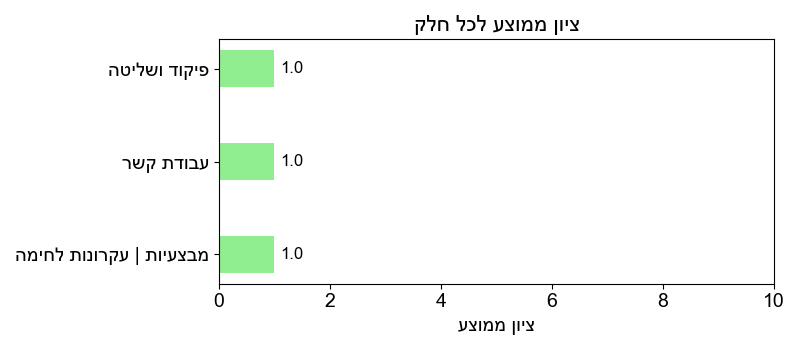 ציון ממוצע לכל חלק
פיקוד ושליטה
1.0
עבודת קשר
1.0
מבצעיות | עקרונות לחימה
1.0
0 2 4 6 8 10
ציון ממוצע